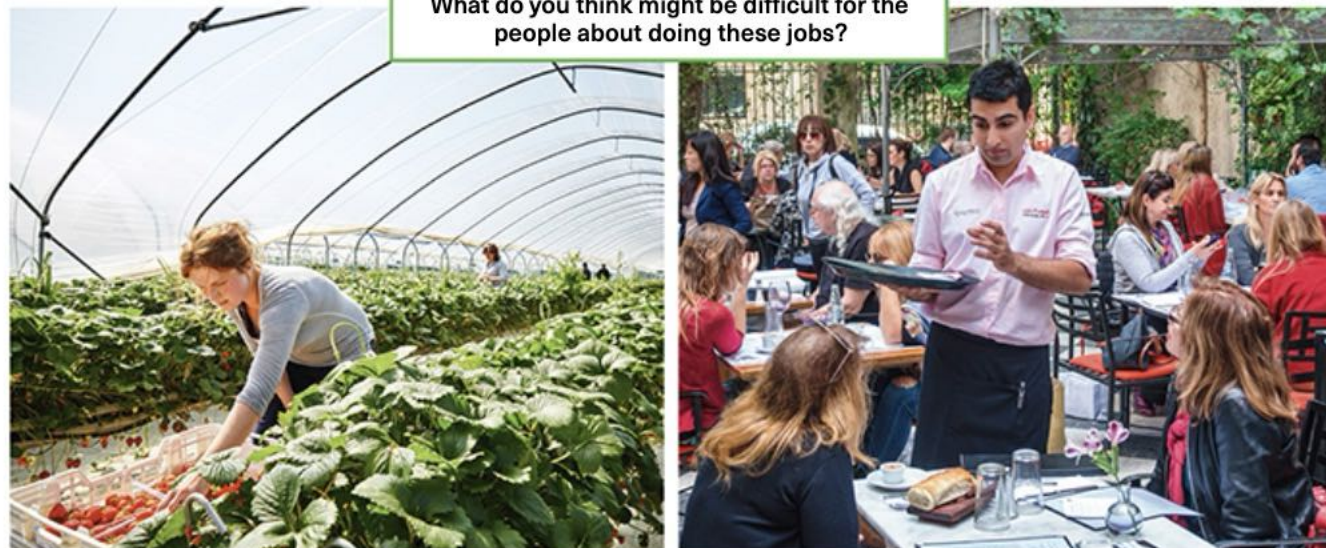 What do you think might be difficult for the
people about doing these jobs?